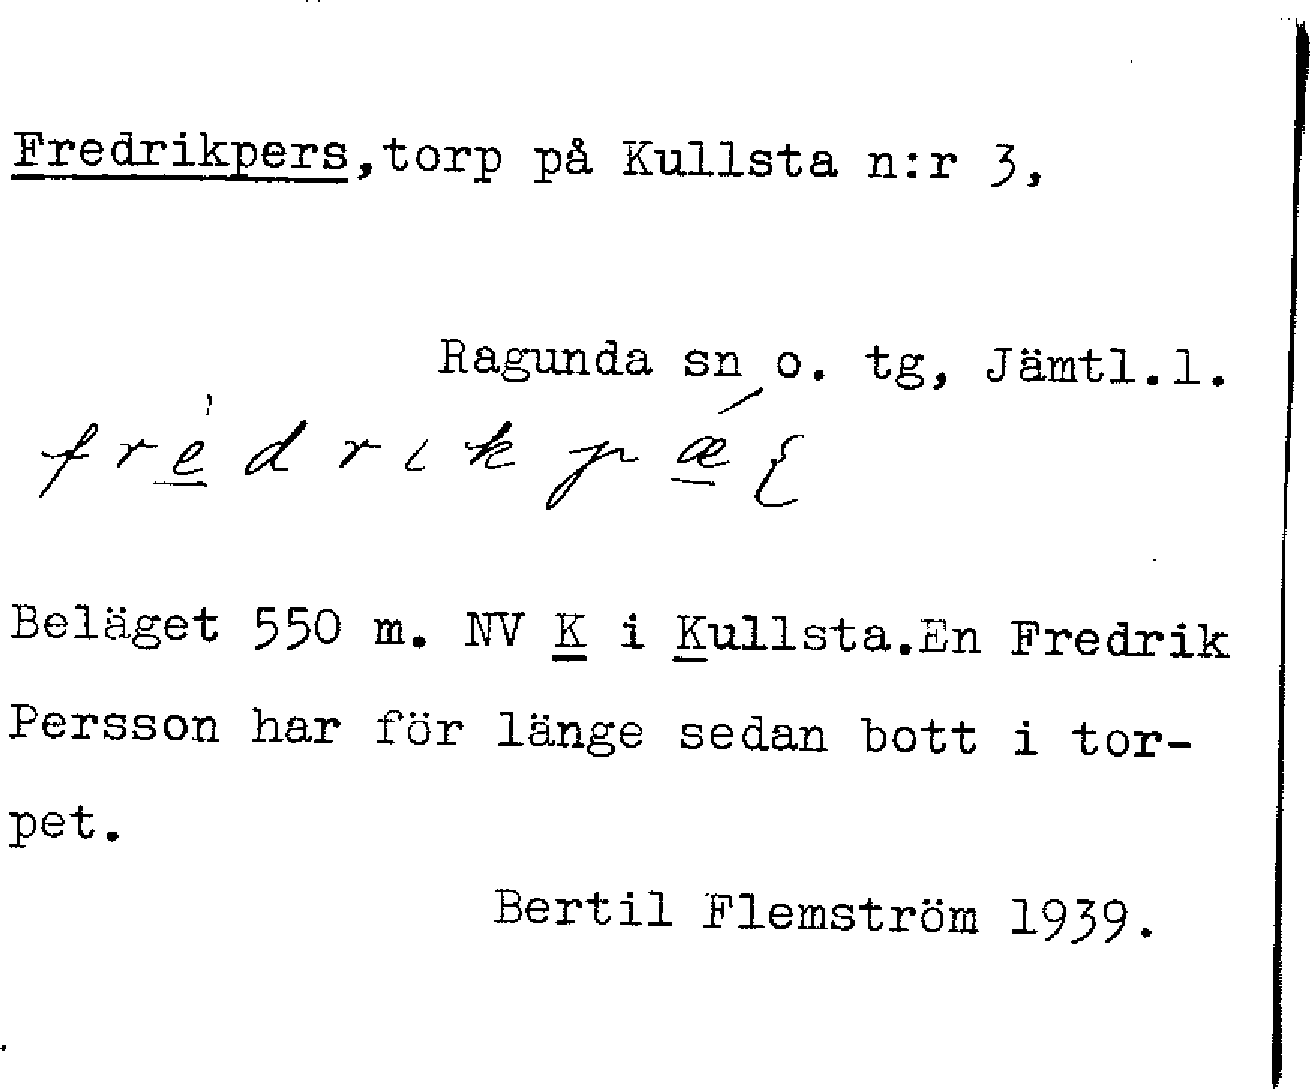 Fredrikpers,torp på Kullsta n:r 3,
Ragunda sn o. tg, Jämtl.l.
Beläget 550 m. NV K i Kullsta.En Fredrik
Persson har för länge sedan bott i tor-
pet.
Bertil Flemström 1939.